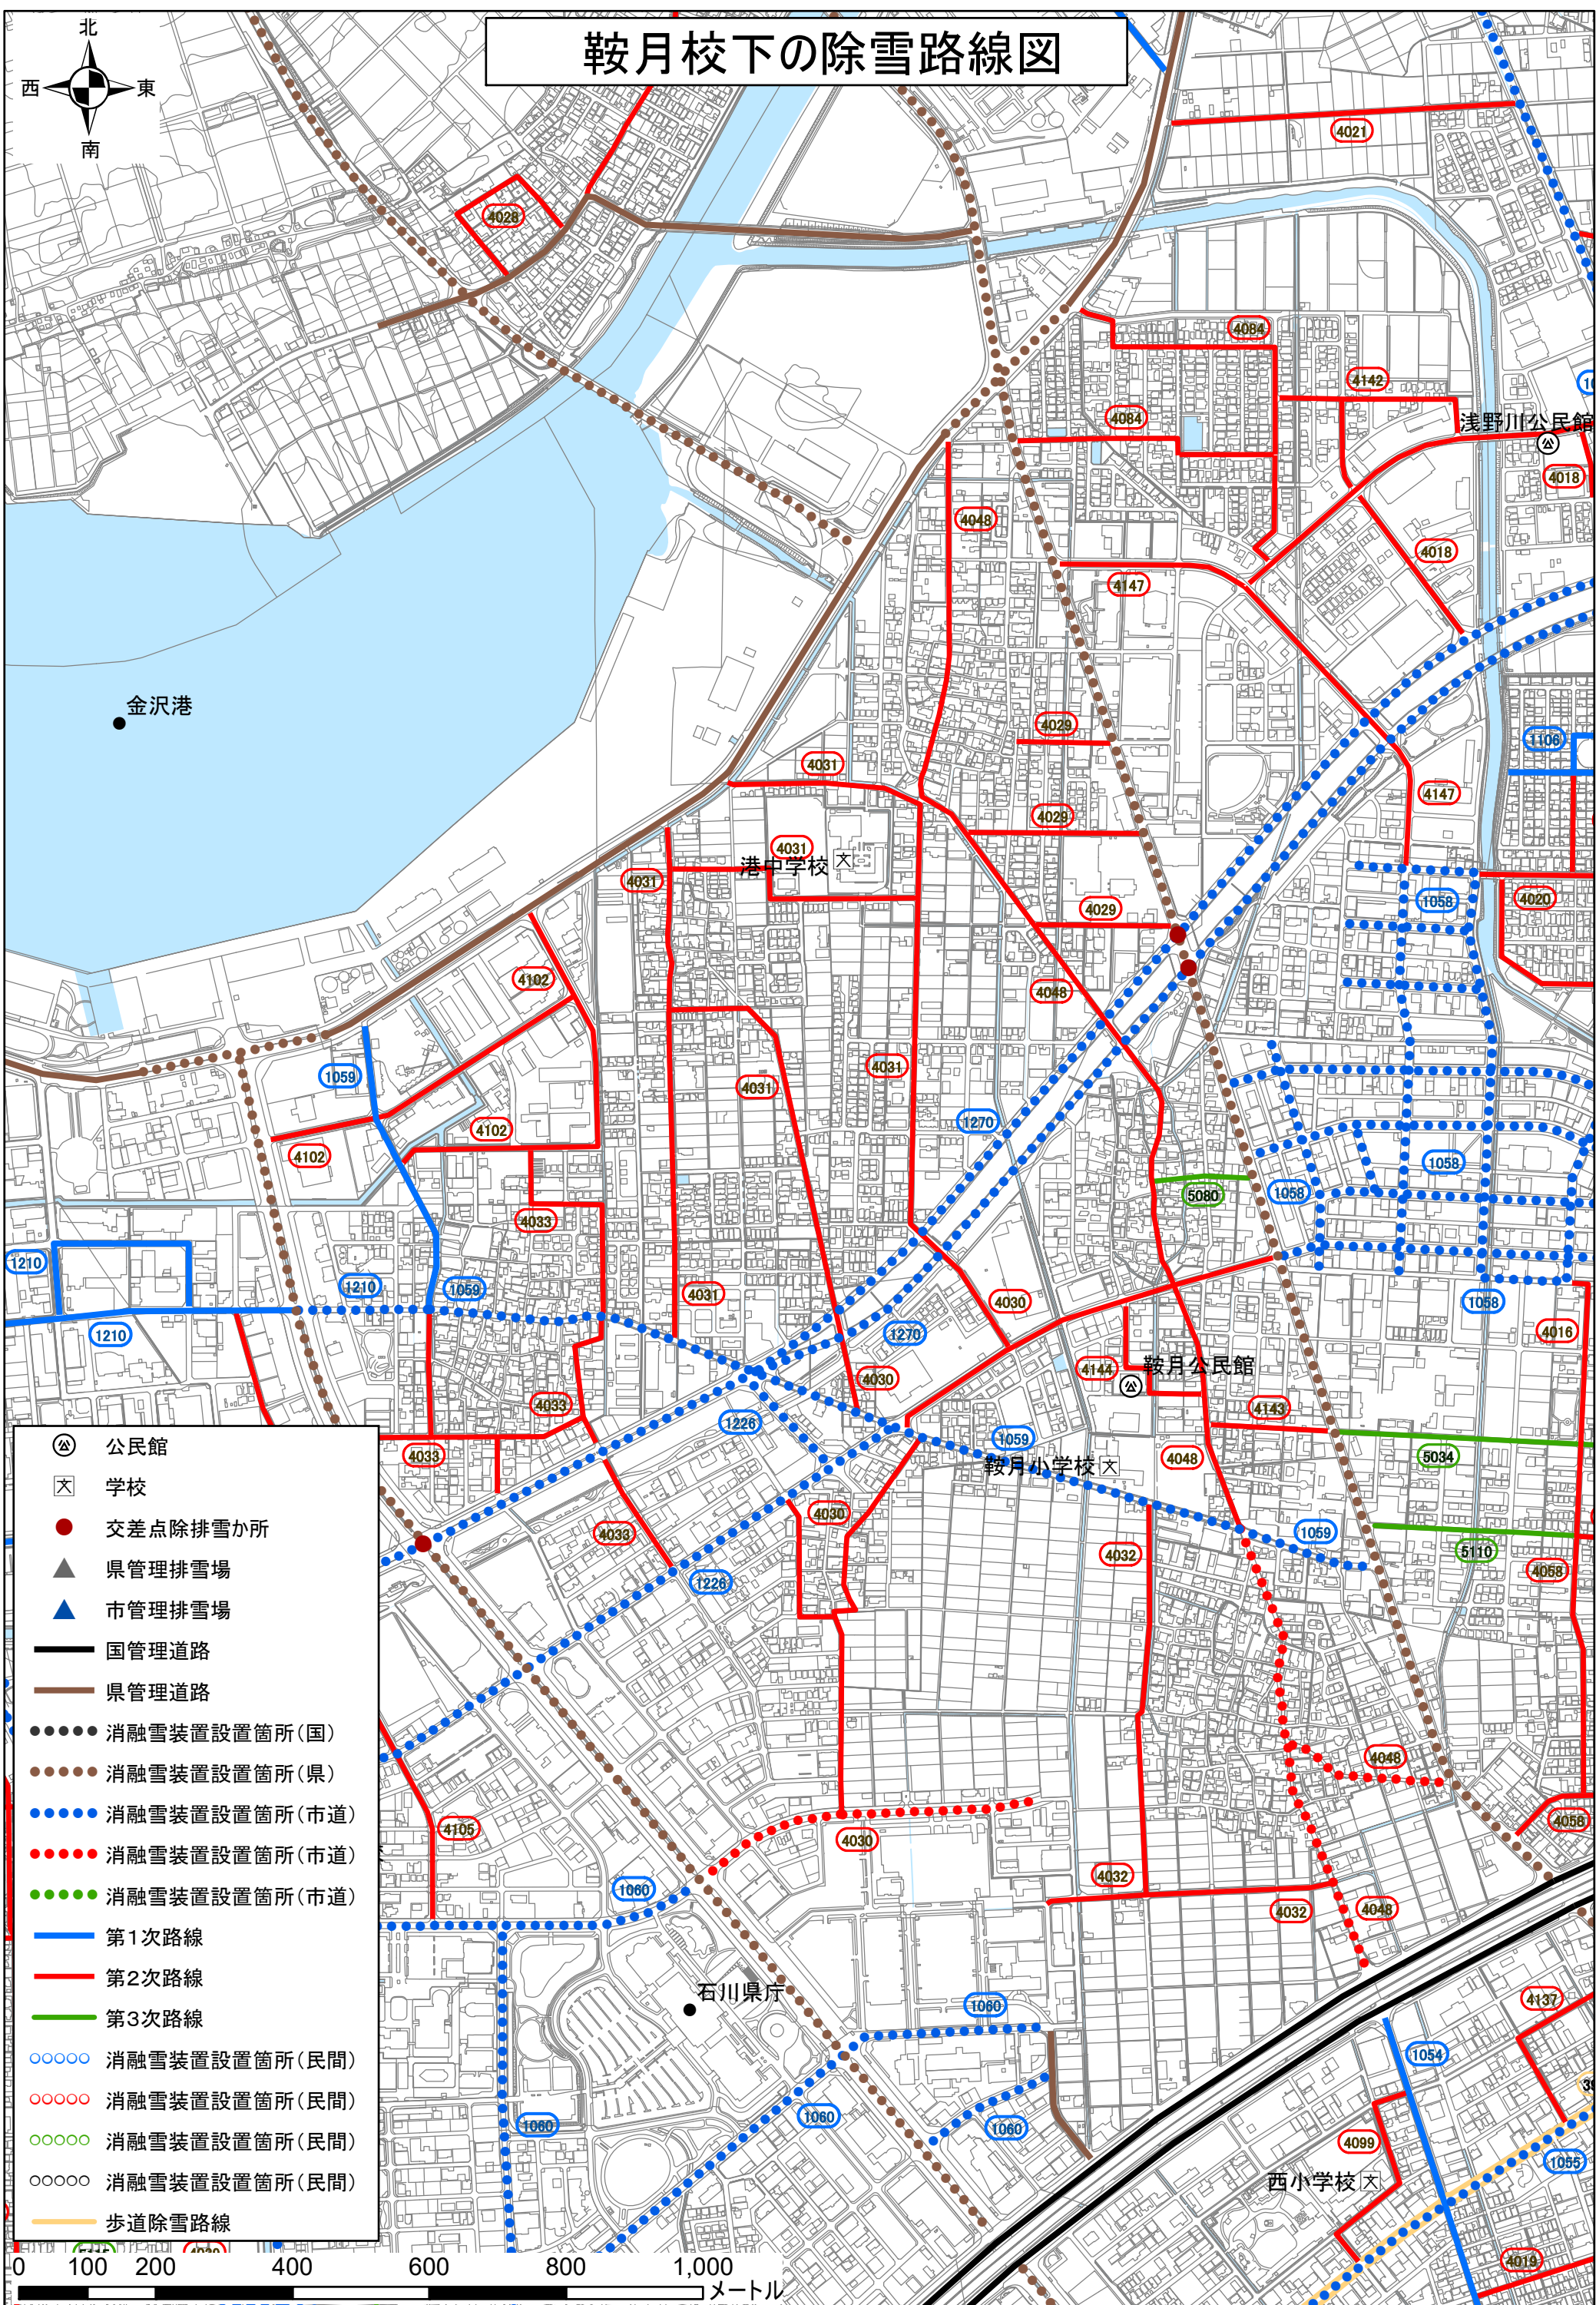 鞍月校下の除雪路線図
北
西
東
南
4021
4028
4084
4142
4084
浅野川公民館
4018
4048
4018
4147
金沢港
4029
1106
4031
4147
4029
港中学校
文
4031
4031
4020
1058
4029
4102
4048
1059
4031
4031
4102
1270
4102
1058
5080
1058
4033
1210
1210
1059
4031
4030
1058
1210
1270
4016
4144
鞍月公民館
4030
4033
1226
4143
1059
4033
鞍月小学校
文
4048
5034
4030
4033
1059
4032
5110
1226
4058
4048
4105
4030
4058
4032
1060
4032
4048
石川県庁
1060
4137
1054
1060
1060
1060
4099
西小学校
文
1055
4019
公民館
文
学校
交差点除排雪か所
県管理排雪場
市管理排雪場
国管理道路
県管理道路
消融雪装置設置箇所(国)
消融雪装置設置箇所(県)
消融雪装置設置箇所(市道)
消融雪装置設置箇所(市道)
消融雪装置設置箇所(市道)
第1次路線
第2次路線
第3次路線
消融雪装置設置箇所(民間)
消融雪装置設置箇所(民間)
消融雪装置設置箇所(民間)
消融雪装置設置箇所(民間)
歩道除雪路線
0 100 200 400 600 800 1,000
メートル